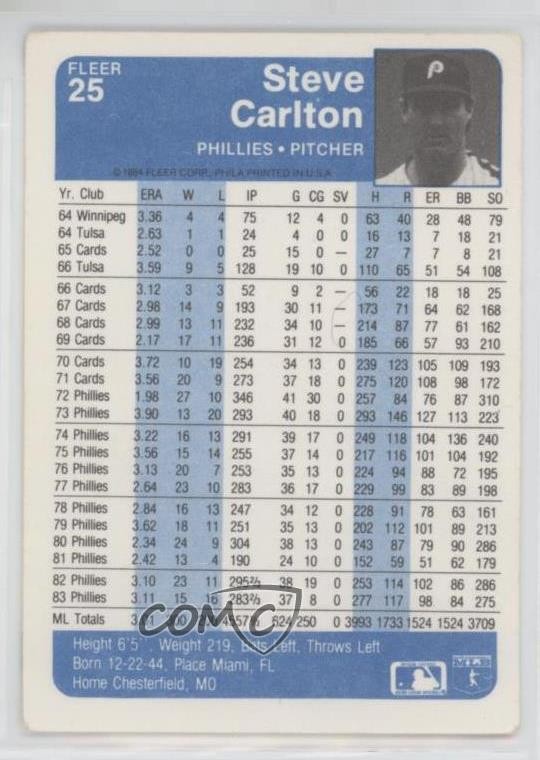 FLEER
25
Steve
Carlton
PHILLIES • PITCHER
© 1984 FLEER CORP., PHILA PRINTED IN U.S.A.
Yr. Club ERA W L IP G CG SV H R ER BB SO
64 Winnipeg 3.36 4 4 75 12 4 0 63 40 28 48 79
64 Tulsa 2.63 1 1 24 4 0 0 16 13 7 18 21
65 Cards 2.52 0 0 25 15 0 — 27 7 7 8 21
66 Tulsa 3.59 9 5 128 19 10 0 110 65 51 54 108
66 Cards 3.12 3 3 52 9 2 — 56 22 18 18 25
67 Cards 2.98 14 9 193 30 11 — 173 71 64 62 168
68 Cards 2.99 13 11 232 34 10 — 214 87 77 61 162
69 Cards 2.17 17 11 236 31 12 0 185 66 57 93 210
70 Cards 3.72 10 19 254 34 13 0 239 123 105 109 193
71 Cards 3.56 20 9 273 37 18 0 275 120 108 98 172
72 Phillies 1.98 27 10 346 41 30 0 257 84 76 87 310
73 Phillies 3.90 13 20 293 40 18 0 293 146 127 113 223
74 Phillies 3.22 16 13 291 39 17 0 249 118 104 136 240
75 Phillies 3.56 15 14 255 37 14 0 217 116 101 104 192
76 Phillies 3.13 20 7 253 35 13 0 224 94 88 72 195
77 Phillies 2.64 23 10 283 36 17 0 229 99 83 89 198
78 Phillies 2.84 16 13 247 34 12 0 228 91 78 63 161
79 Phillies 3.62 18 11 251 35 13 0 202 112 101 89 213
80 Phillies 2.34 24 9 304 38 13 0 243 87 79 90 286
81 Phillies 2.42 13 4 190 24 10 0 152 59 51 62 179
82 Phillies 3.10 23 11 295⅔ 38 19 0 253 114 102 86 286
83 Phillies 3.11 15 16 283⅔ 37 8 0 277 117 98 84 275
ML Totals 624 250 0 3993 1733 1524 1524 3709
COMC
Height 6'5". Weight 219, Bats Left, Throws Left
Born 12-22-44, Place Miami, FL
Home Chesterfield, MO
MLB